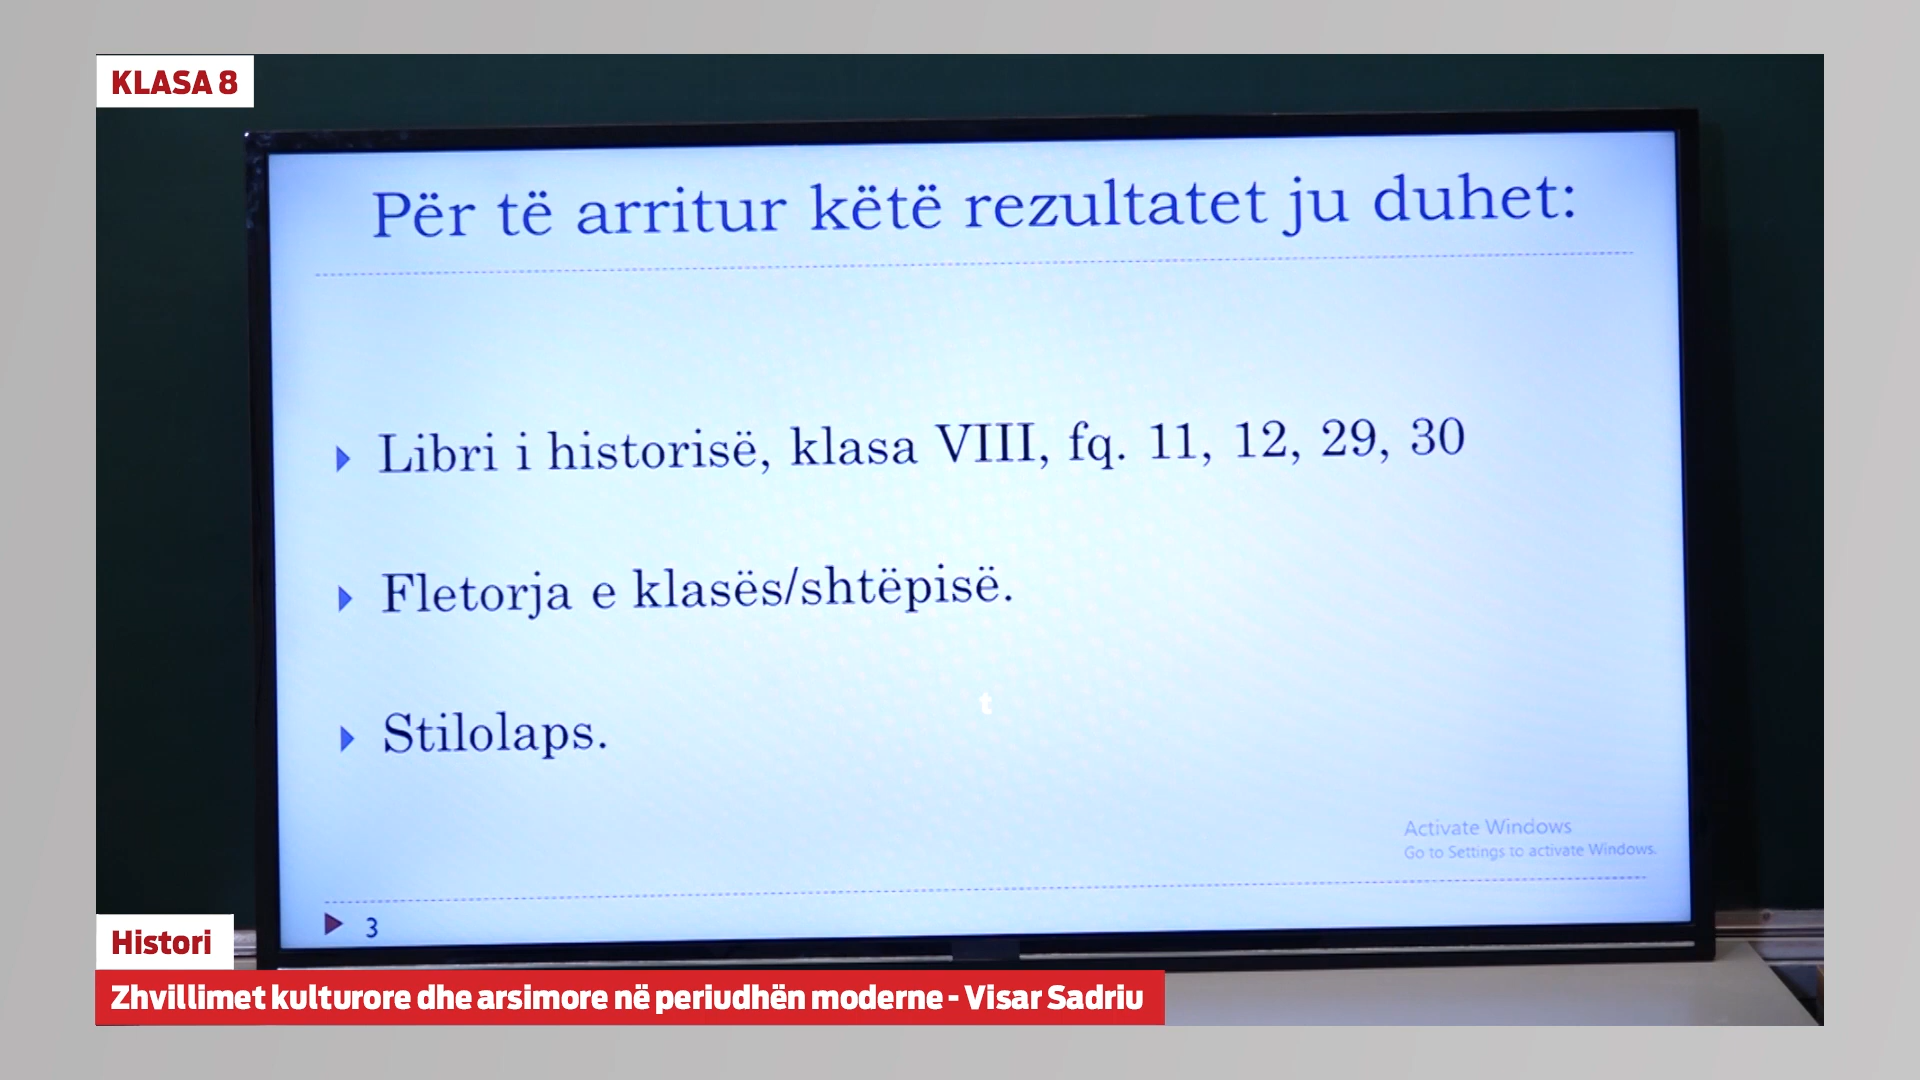 KLASA 8
Për të arritur këtë rezultatet ju duhet:
Libri i historisë, klasa VIII, fq. 11, 12, 29, 30
Fletorja e klasës/shtëpisë.
t
Stilolaps.
Activate Windows
Go to Settings to activate Windows.
3
Histori
Zhvillimet kulturore dhe arsimore në periudhën moderne - Visar Sadriu